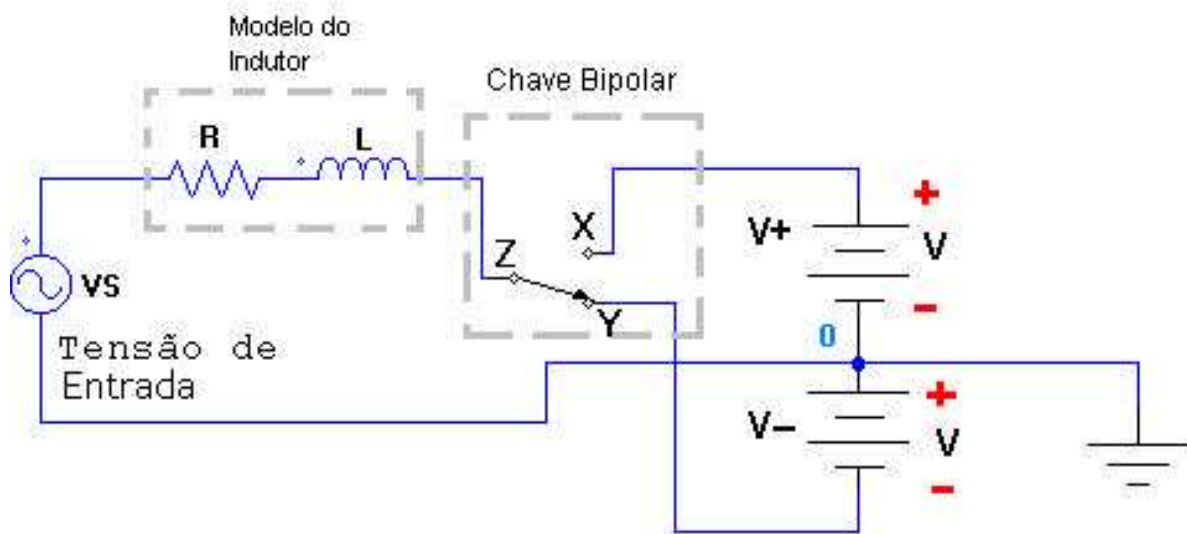 Modelo do
Indutor
Chave Bipolar
R
L
X
Z
Y
VS
Tensão de
Entrada
V+
+
V
-
0
V-
+
V
-